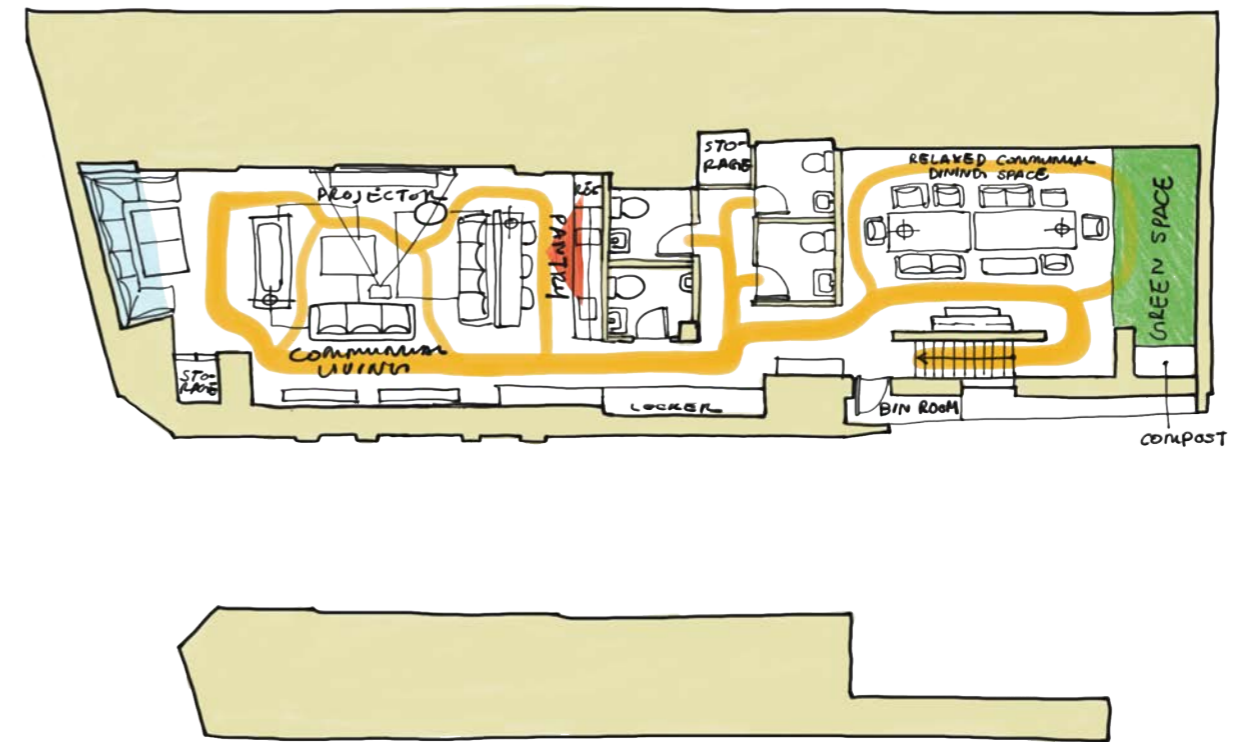 STO-
RAGE
RELAXED COMMUNAL
DINING SPACE
PROJECTOR
PANTRY
GREEN SPACE
COMMUNAL
LIVING
STO-
RAGE
LOCKER
BIN ROOM
COMPOST